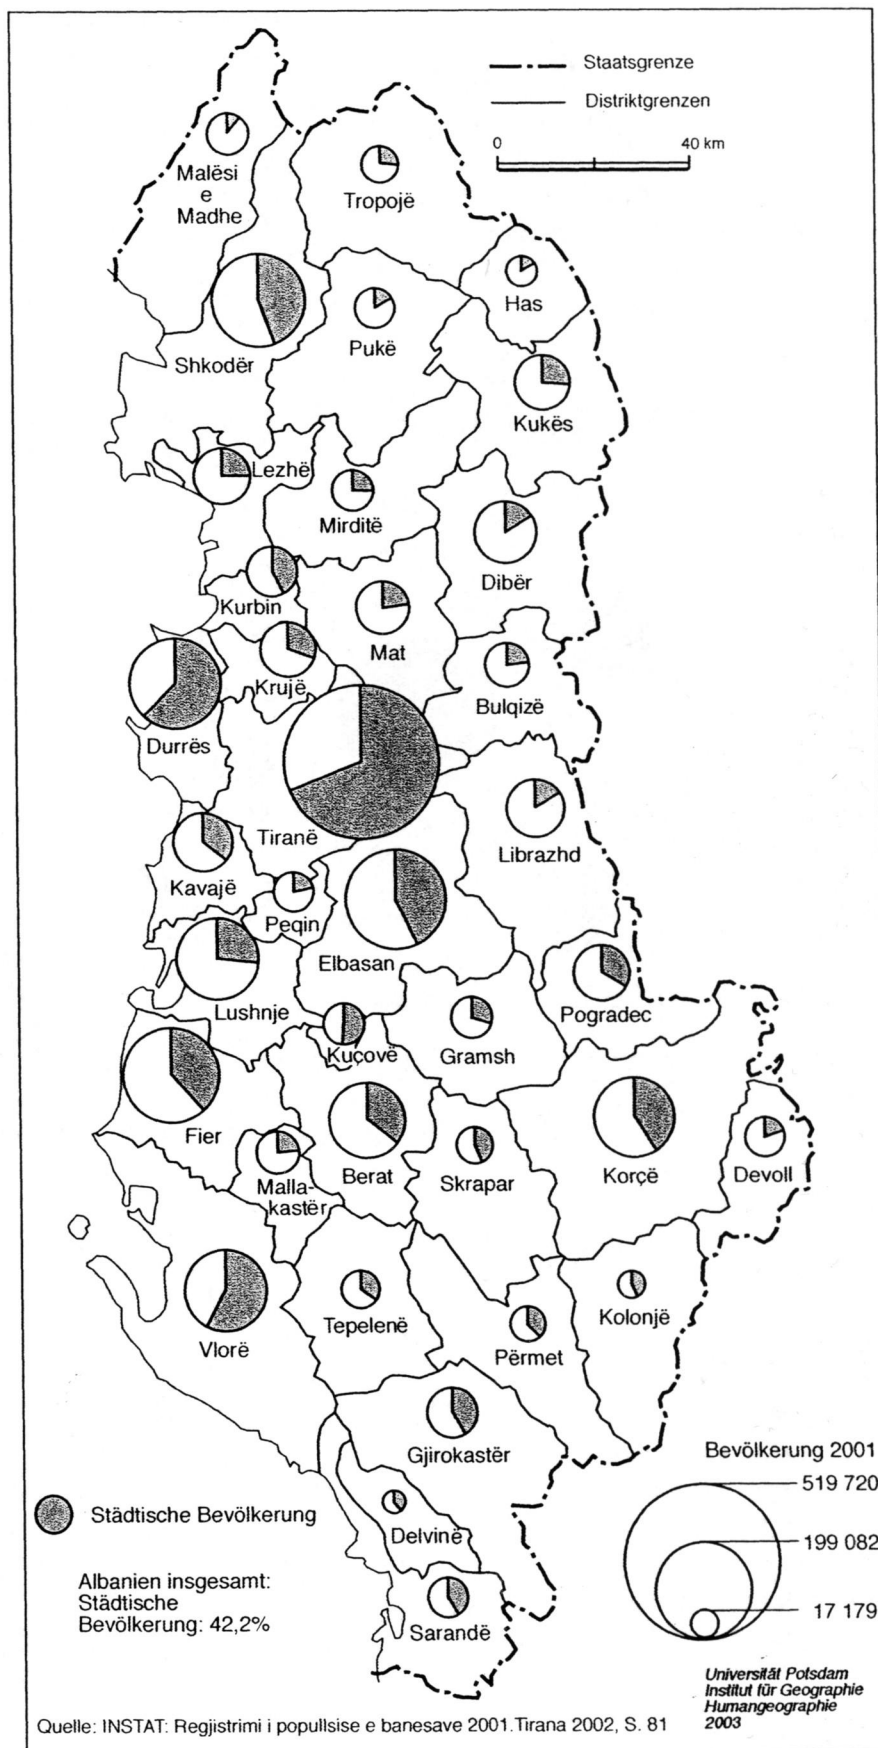 Staatsgrenze
Distriktgrenzen
0 40 km
Malësi
e
Madhe
Tropojë
Has
Shkodër
Pukë
Kukës
Lezhë
Mirditë
Dibër
Kurbin
Mat
Krujë
Bulqizë
Durrës
Tiranë
Librazhd
Kavajë
Peqin
Elbasan
Lushnje
Pogradec
Kuçovë
Gramsh
Fier
Berat
Skrapar
Korçë
Devoll
Malla-
kastër
Vlorë
Tepelenë
Kolonjë
Përmet
Gjirokastër
Delvinë
Sarandë
Bevölkerung 2001
519 720
199 082
17 179
Städtische Bevölkerung
Albanien insgesamt:
Städtische
Bevölkerung: 42,2%
Universität Potsdam
Institut für Geographie
Humangeographie
2003
Quelle: INSTAT: Regjistrimi i popullsise e banesave 2001.Tirana 2002, S. 81